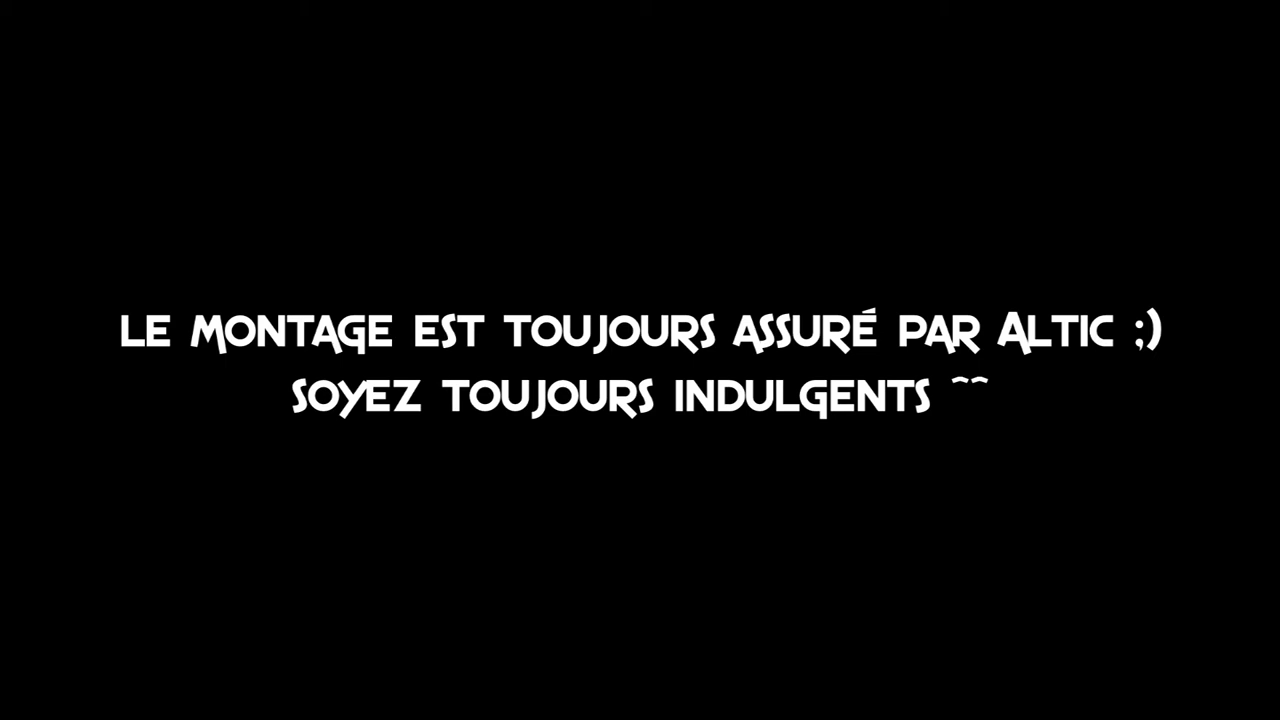 le montage est toujours assuré par Altic ;)
soyez toujours indulgents ^^